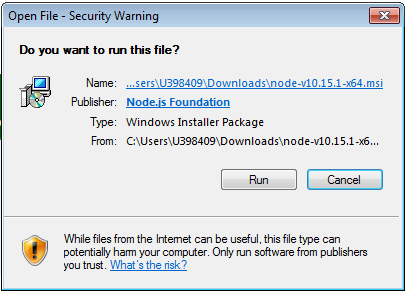 Open File - Security Warning
Do you want to run this file?
Name: ...sers\U398409\Downloads\node-v10.15.1-x64.msi
Publisher: Node.js Foundation
Type: Windows Installer Package
From: C:\Users\U398409\Downloads\node-v10.15.1-x6...
Run Cancel
While files from the Internet can be useful, this file type can
potentially harm your computer. Only run software from publishers
you trust. What's the risk?